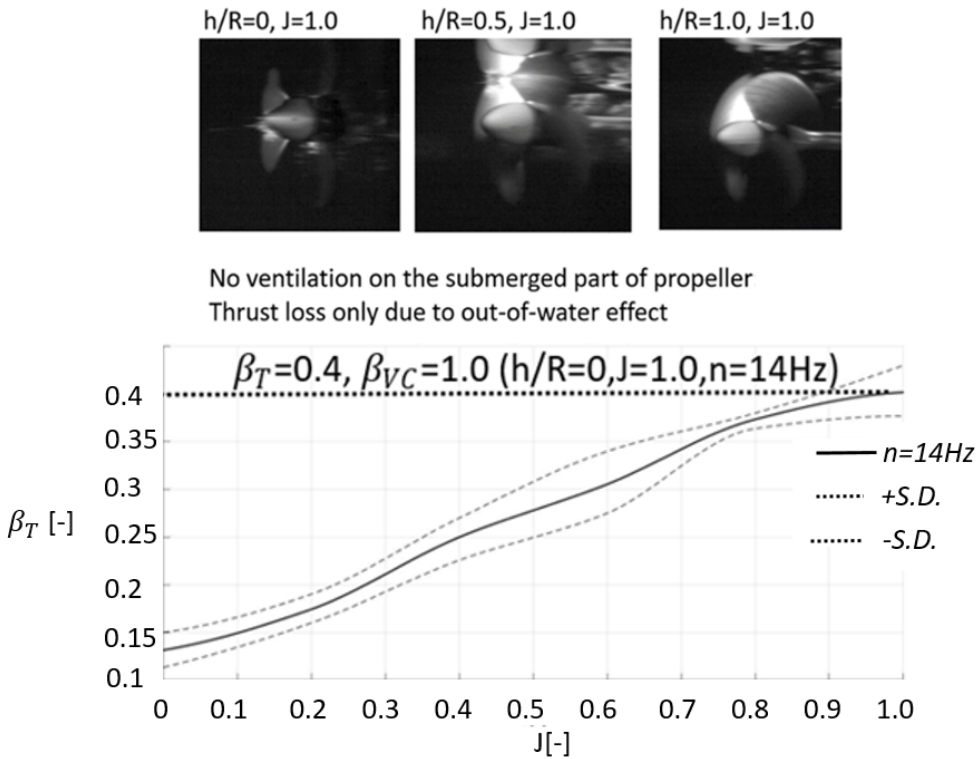 h/R=0, J=1.0
h/R=0.5, J=1.0
h/R=1.0, J=1.0
No ventilation on the submerged part of propeller
Thrust loss only due to out-of-water effect
β_T=0.4, β_VC=1.0 (h/R=0,J=1.0,n=14Hz)
0.4
0.35
0.3
0.25
0.2
0.15
0.1
β_T [-]
n=14Hz
+S.D.
-S.D.
0 0.1 0.2 0.3 0.4 0.5 0.6 0.7 0.8 0.9 1.0
J[-]